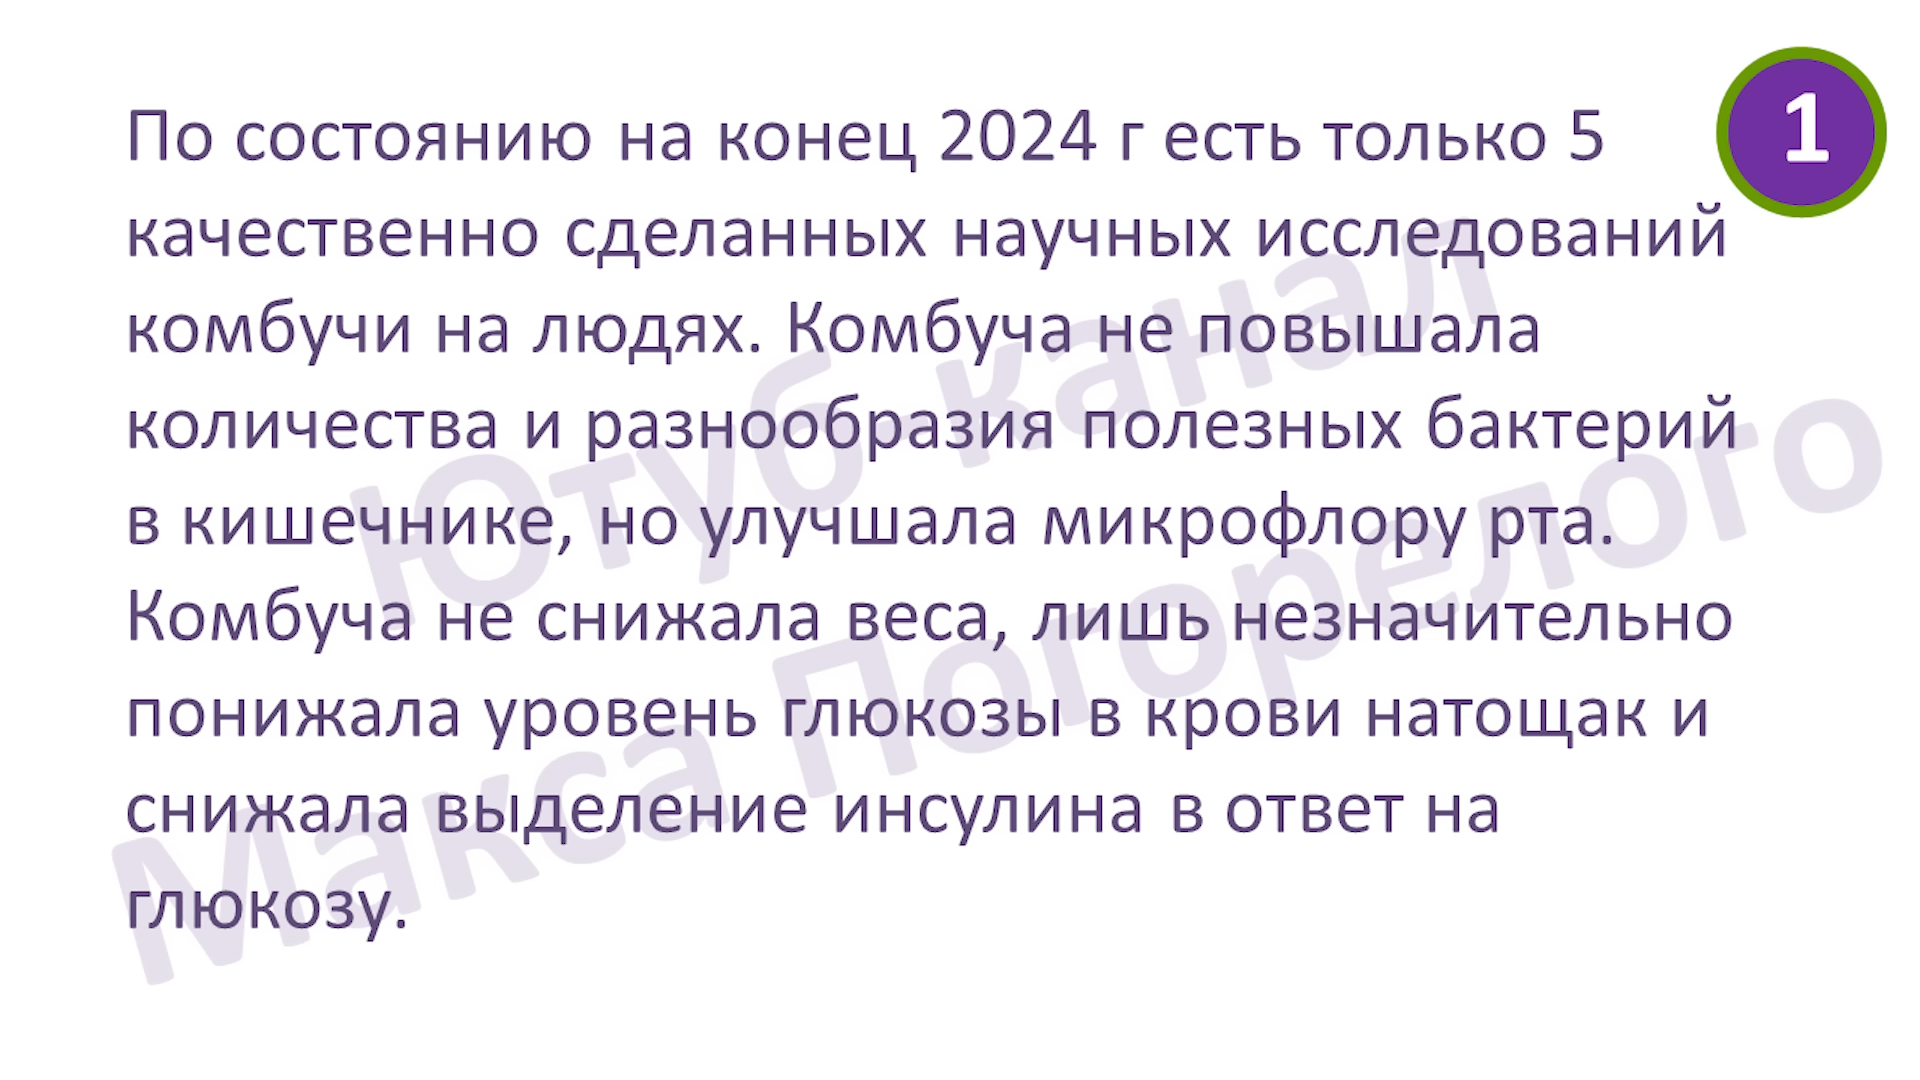 По состоянию на конец 2024 г есть только 5
качественно сделанных научных исследований
комбучи на людях. Комбуча не повышала
количества и разнообразия полезных бактерий
в кишечнике, но улучшала микрофлору рта.
Комбуча не снижала веса, лишь незначительно
понижала уровень глюкозы в крови натощак и
снижала выделение инсулина в ответ на
глюкозу.
1
Ютуб-канал
Макса Погорелого